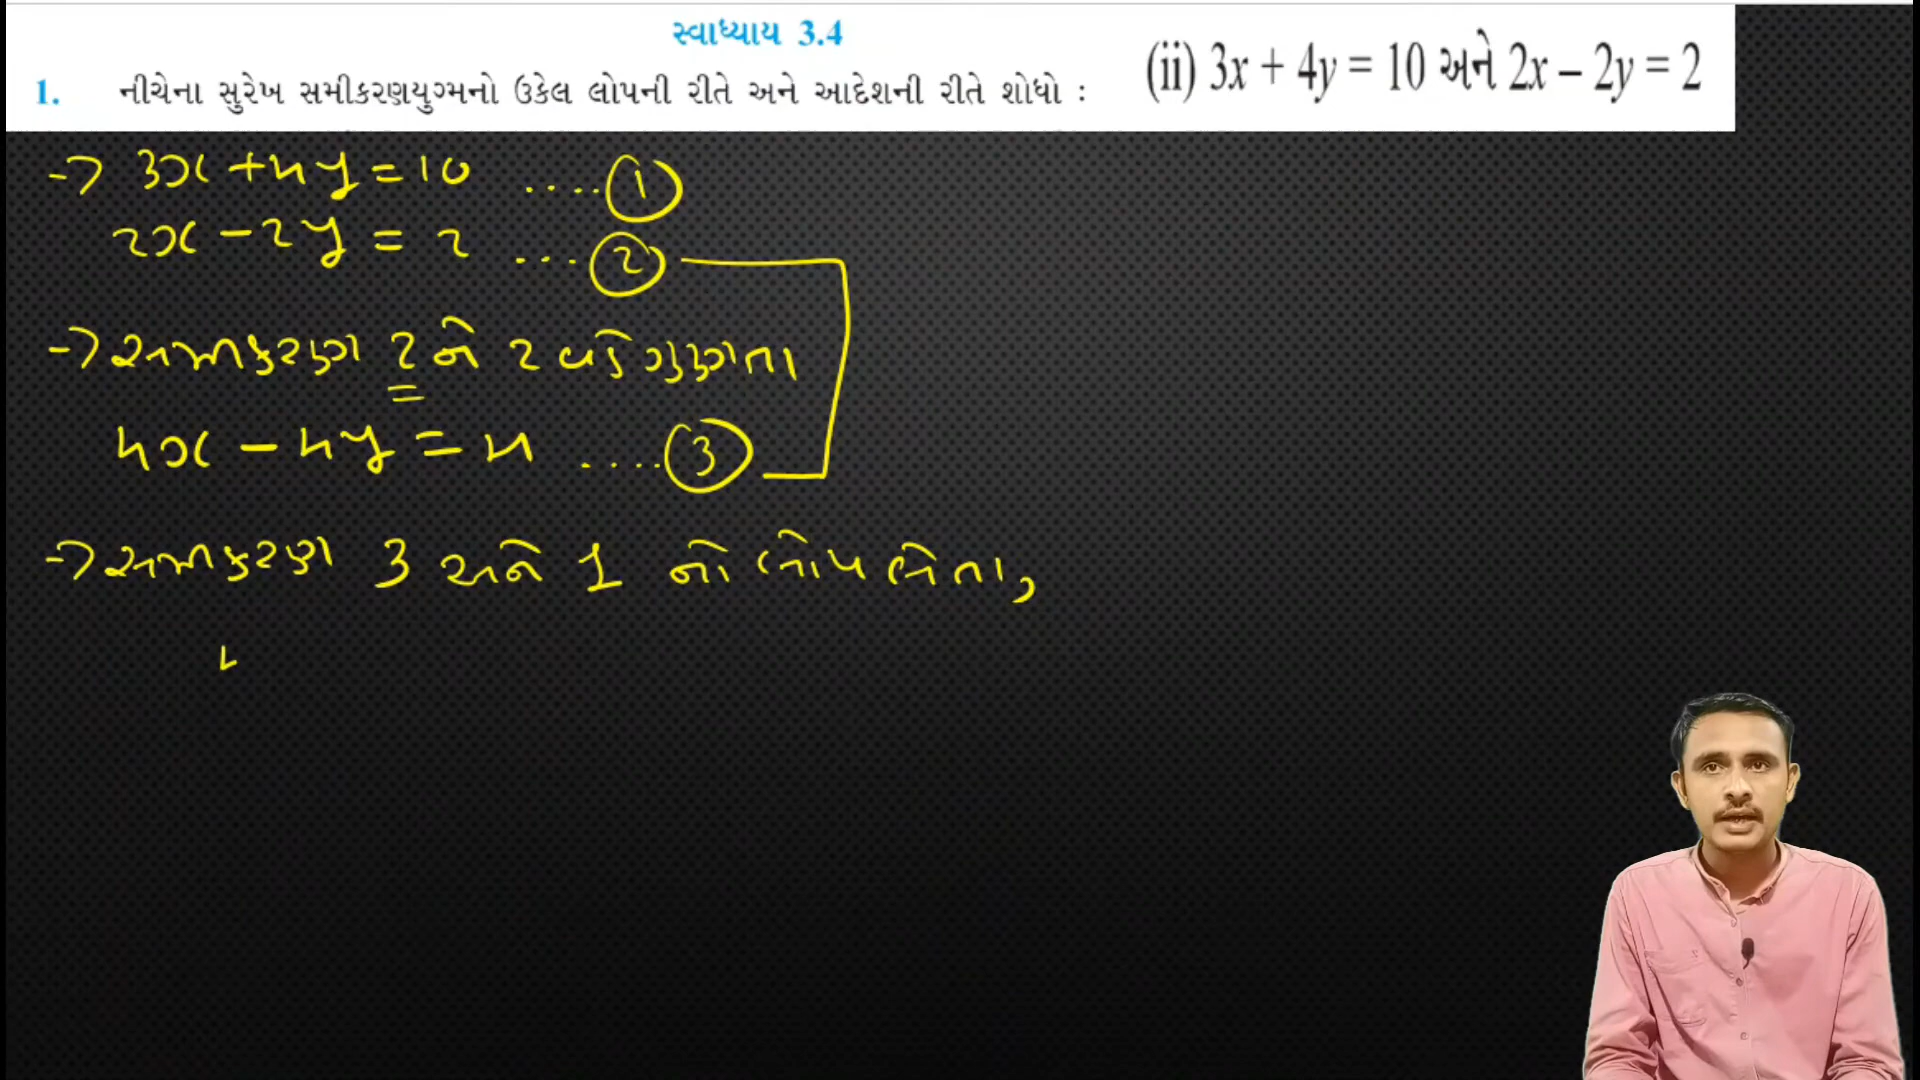 સ્વાધ્યાય 3.4
1. નીચેના સુરેખ સમીકરણયુગ્મનો ઉકેલ લોપની રીતે અને આદેશની રીતે શોધો :
(ii) 3x + 4y = 10 અને 2x – 2y = 2
→ 3x + 4y = 10 ....①
2x – 2y = 2 ...②
→ સમીકરણ 2 ને 2 વડે ગુણતા
4x – 4y = 4 ....③
→ સમીકરણ 3 અને 1 નો લોપ લેતા,